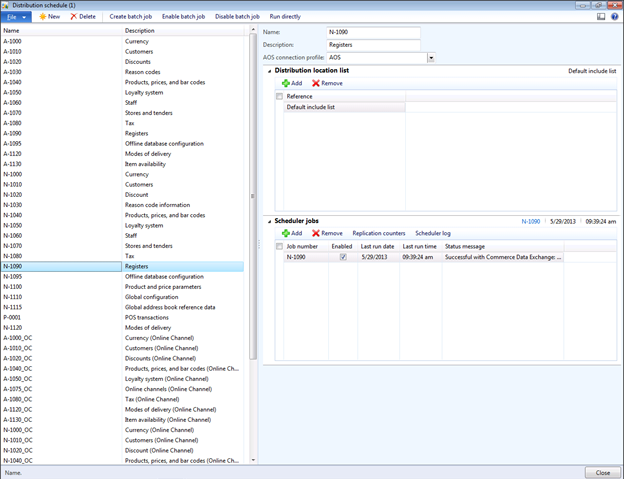 Distribution schedule (1)
File New Delete Create batch job Enable batch job Disable batch job Run directly
Name Description
A-1000 Currency
A-1010 Customers
A-1020 Discounts
A-1030 Reason codes
A-1040 Products, prices, and bar codes
A-1050 Loyalty system
A-1060 Staff
A-1070 Stores and tenders
A-1080 Tax
A-1090 Registers
A-1095 Offline database configuration
A-1120 Modes of delivery
A-1130 Item availability
N-1000 Currency
N-1010 Customers
N-1020 Discount
N-1030 Reason code information
N-1040 Products, prices, and bar codes
N-1050 Loyalty system
N-1060 Staff
N-1070 Stores and tenders
N-1080 Tax
N-1090 Registers
N-1095 Offline database configuration
N-1100 Product and price parameters
N-1110 Global configuration
N-1115 Global address book reference data
P-0001 POS transactions
N-1120 Modes of delivery
A-1000_OC Currency (Online Channel)
A-1010_OC Customers (Online Channel)
A-1020_OC Discounts (Online Channel)
A-1040_OC Products, prices, and bar codes (Online Ch...
A-1050_OC Loyalty system (Online Channel)
A-1075_OC Online channels (Online Channel)
A-1080_OC Tax (Online Channel)
A-1120_OC Modes of delivery (Online Channel)
A-1130_OC Item availability (Online Channel)
N-1000_OC Currency (Online Channel)
N-1010_OC Customers (Online Channel)
N-1020_OC Discount (Online Channel)
N-1040_OC Products, prices, and bar codes (Online Ch...
Name: N-1090
Description: Registers
AOS connection profile: AOS
Distribution location list Default include list
Add Remove
Reference
Default include list
Scheduler jobs N-1090 5/29/2013 09:39:24 am
Add Remove Replication counters Scheduler log
Job number Enabled Last run date Last run time Status message
N-1090 5/29/2013 09:39:24 am Successful with Commerce Data Exchange: ...
Name. Close